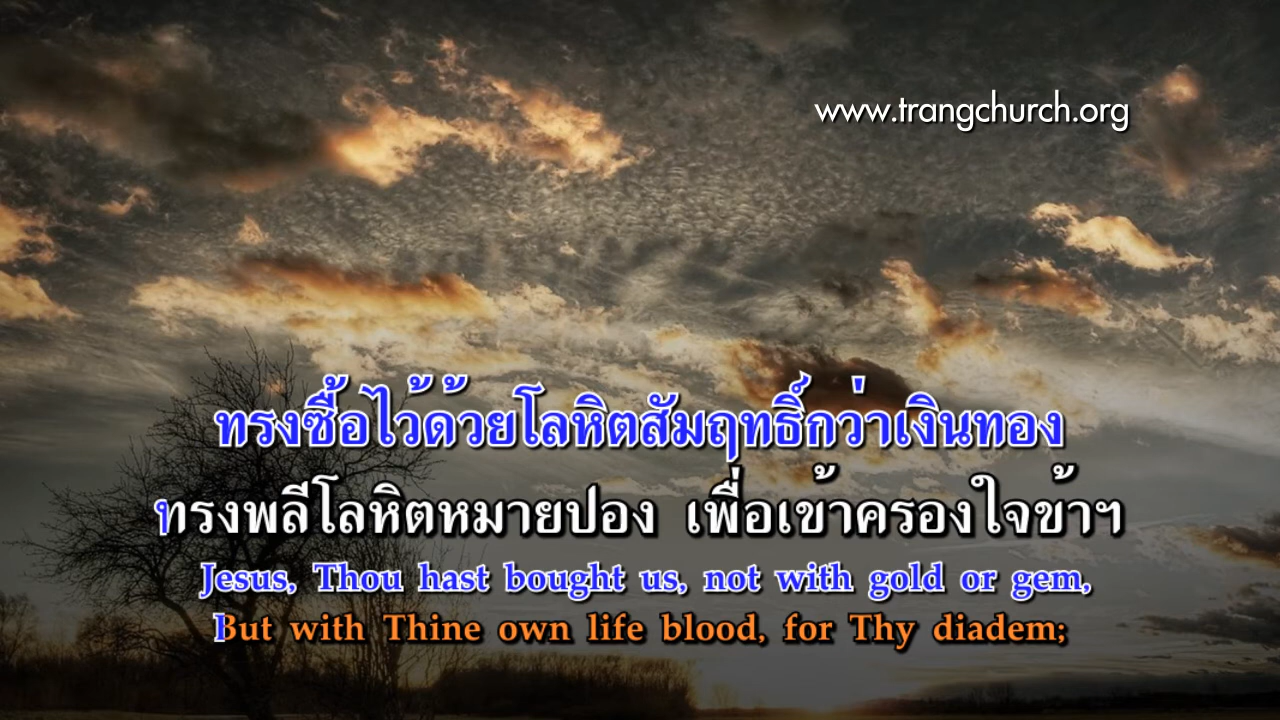 www.trangchurch.org
ทรงซื้อไว้ด้วยโลหิตสัมฤทธิ์กว่าเงินทอง
ทรงพลีโลหิตหมายปอง เพื่อเข้าครองใจข้าฯ
Jesus, Thou hast bought us, not with gold or gem,
But with Thine own life blood, for Thy diadem;